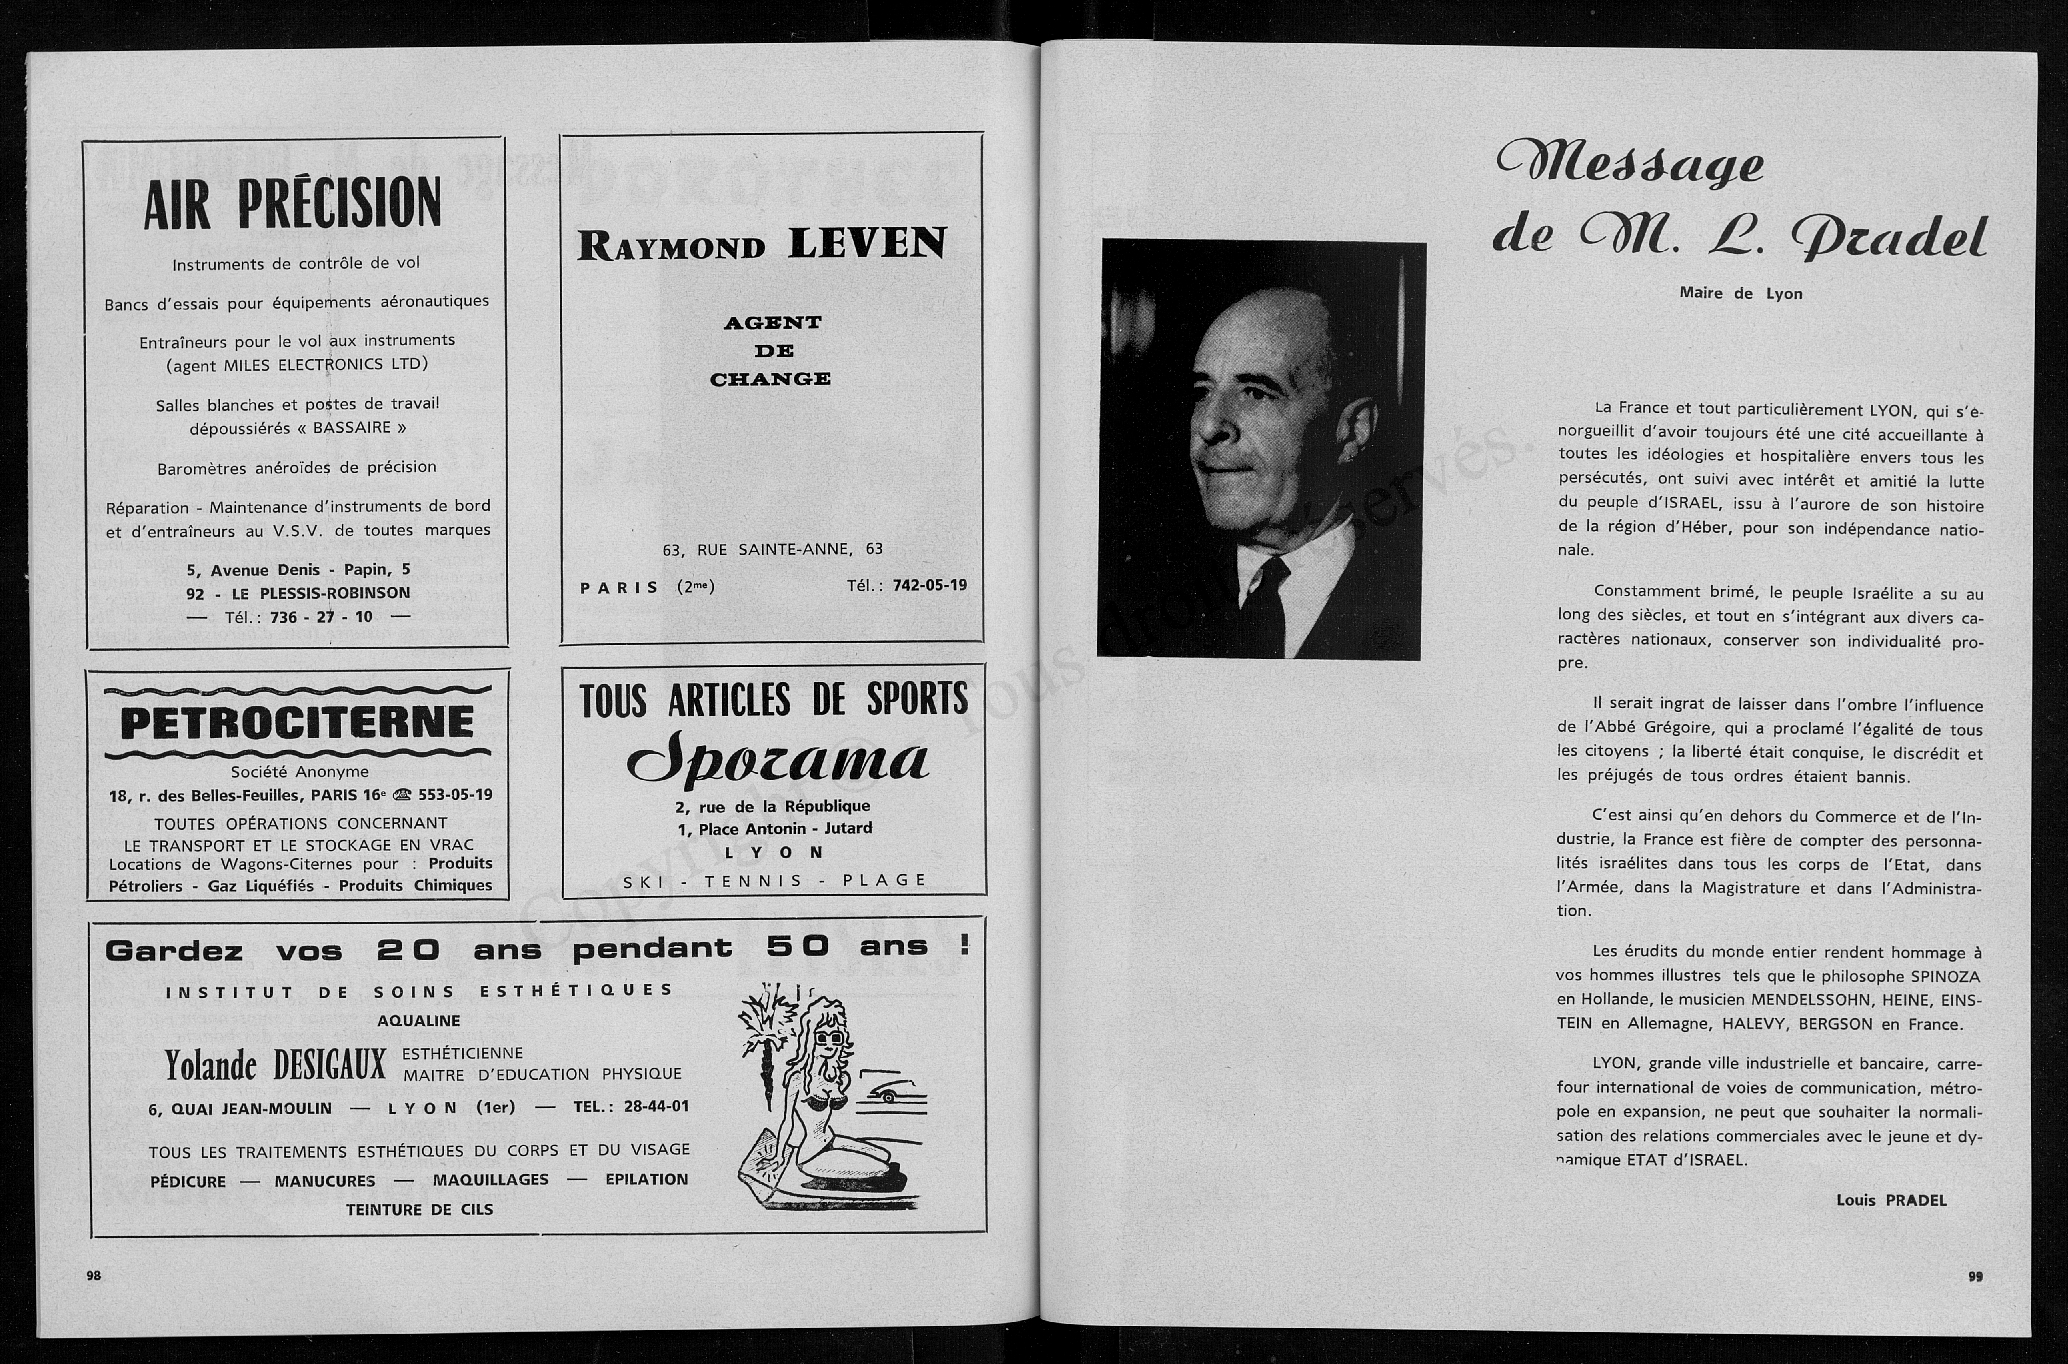 AIR PRÉCISION
Instruments de contrôle de vol
Bancs d'essais pour équipements aéronautiques
Entraîneurs pour le vol aux instruments
(agent MILES ELECTRONICS LTD)
Salles blanches et postes de travail
dépoussiérés « BASSAIRE »
Baromètres anéroïdes de précision
Réparation - Maintenance d'instruments de bord
et d'entraîneurs au V.S.V. de toutes marques
5, Avenue Denis - Papin, 5
92 - LE PLESSIS-ROBINSON
— Tél. : 736 - 27 - 10 —
RAYMOND LEVEN
AGENT
DE
CHANGE
63, RUE SAINTE-ANNE, 63
PARIS (2me) Tél. : 742-05-19
PETROCITERNE
Société Anonyme
18, r. des Belles-Feuilles, PARIS 16e ☎ 553-05-19
TOUTES OPÉRATIONS CONCERNANT
LE TRANSPORT ET LE STOCKAGE EN VRAC
Locations de Wagons-Citernes pour : Produits
Pétroliers - Gaz Liquéfiés - Produits Chimiques
TOUS ARTICLES DE SPORTS
Sporama
2, rue de la République
1, Place Antonin - Jutard
LYON
SKI - TENNIS - PLAGE
Gardez vos 20 ans pendant 50 ans !
INSTITUT DE SOINS ESTHÉTIQUES
AQUALINE
Yolande DESIGAUX ESTHÉTICIENNE
MAITRE D'EDUCATION PHYSIQUE
6, QUAI JEAN-MOULIN — LYON (1er) — TEL. : 28-44-01
TOUS LES TRAITEMENTS ESTHÉTIQUES DU CORPS ET DU VISAGE
PÉDICURE — MANUCURES — MAQUILLAGES — EPILATION
TEINTURE DE CILS
98
Message
de M. L. Pradel
Maire de Lyon
La France et tout particulièrement LYON, qui s'é-
norgueillit d'avoir toujours été une cité accueillante à
toutes les idéologies et hospitalière envers tous les
persécutés, ont suivi avec intérêt et amitié la lutte
du peuple d'ISRAEL, issu à l'aurore de son histoire
de la région d'Héber, pour son indépendance natio-
nale.
Constamment brimé, le peuple Israélite a su au
long des siècles, et tout en s'intégrant aux divers ca-
ractères nationaux, conserver son individualité pro-
pre.
Il serait ingrat de laisser dans l'ombre l'influence
de l'Abbé Grégoire, qui a proclamé l'égalité de tous
les citoyens ; la liberté était conquise, le discrédit et
les préjugés de tous ordres étaient bannis.
C'est ainsi qu'en dehors du Commerce et de l'In-
dustrie, la France est fière de compter des personna-
lités israélites dans tous les corps de l'Etat, dans
l'Armée, dans la Magistrature et dans l'Administra-
tion.
Les érudits du monde entier rendent hommage à
vos hommes illustres tels que le philosophe SPINOZA
en Hollande, le musicien MENDELSSOHN, HEINE, EINS-
TEIN en Allemagne, HALEVY, BERGSON en France.
LYON, grande ville industrielle et bancaire, carre-
four international de voies de communication, métro-
pole en expansion, ne peut que souhaiter la normali-
sation des relations commerciales avec le jeune et dy-
namique ETAT d'ISRAEL.
Louis PRADEL
99
Copyright © - Tous droits réservés.